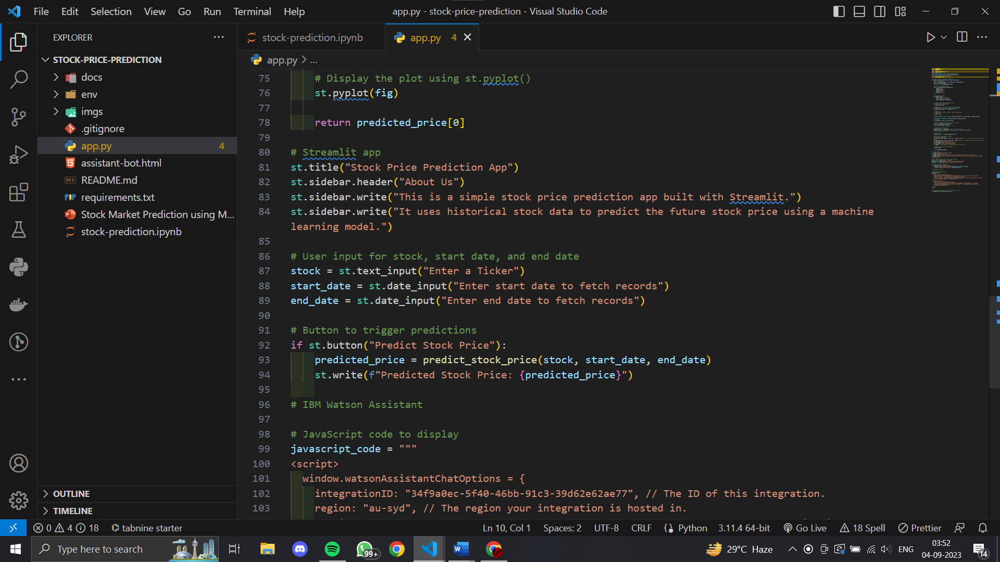 File Edit Selection View Go Run Terminal Help
app.py - stock-price-prediction - Visual Studio Code
EXPLORER
STOCK-PRICE-PREDICTION
docs
env
imgs
.gitignore
app.py 4
assistant-bot.html
README.md
requirements.txt
Stock Market Prediction using M...
stock-prediction.ipynb
OUTLINE
TIMELINE
stock-prediction.ipynb
app.py 4
app.py > ...
75 # Display the plot using st.pyplot()
76 st.pyplot(fig)
77
78 return predicted_price[0]
79
80 # Streamlit app
81 st.title("Stock Price Prediction App")
82 st.sidebar.header("About Us")
83 st.sidebar.write("This is a simple stock price prediction app built with Streamlit.")
84 st.sidebar.write("It uses historical stock data to predict the future stock price using a machine
learning model.")
85
86 # User input for stock, start date, and end date
87 stock = st.text_input("Enter a Ticker")
88 start_date = st.date_input("Enter start date to fetch records")
89 end_date = st.date_input("Enter end date to fetch records")
90
91 # Button to trigger predictions
92 if st.button("Predict Stock Price"):
93 predicted_price = predict_stock_price(stock, start_date, end_date)
94 st.write(f"Predicted Stock Price: {predicted_price}")
95
96 # IBM Watson Assistant
97
98 # JavaScript code to display
99 javascript_code = """
100 <script>
101 window.watsonAssistantChatOptions = {
102 integrationID: "34f9a0ec-5f40-46bb-91c3-39d62e62ae77", // The ID of this integration.
103 region: "au-syd", // The region your integration is hosted in.
0 4 18 tabnine starter
Ln 10, Col 1 Spaces: 2 UTF-8 CRLF Python 3.11.4 64-bit Go Live 18 Spell Prettier
Type here to search
99+
29°C Haze
ENG
03:52
04-09-2023
14